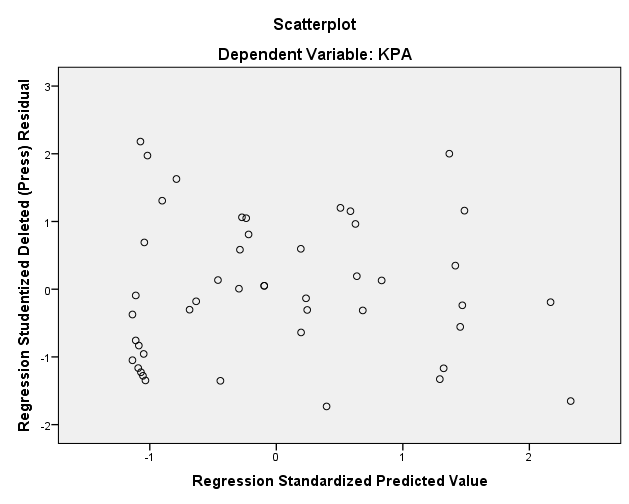 Scatterplot
Dependent Variable: KPA
Regression Studentized Deleted (Press) Residual
3
2
1
0
-1
-2
-1
0
1
2
Regression Standardized Predicted Value